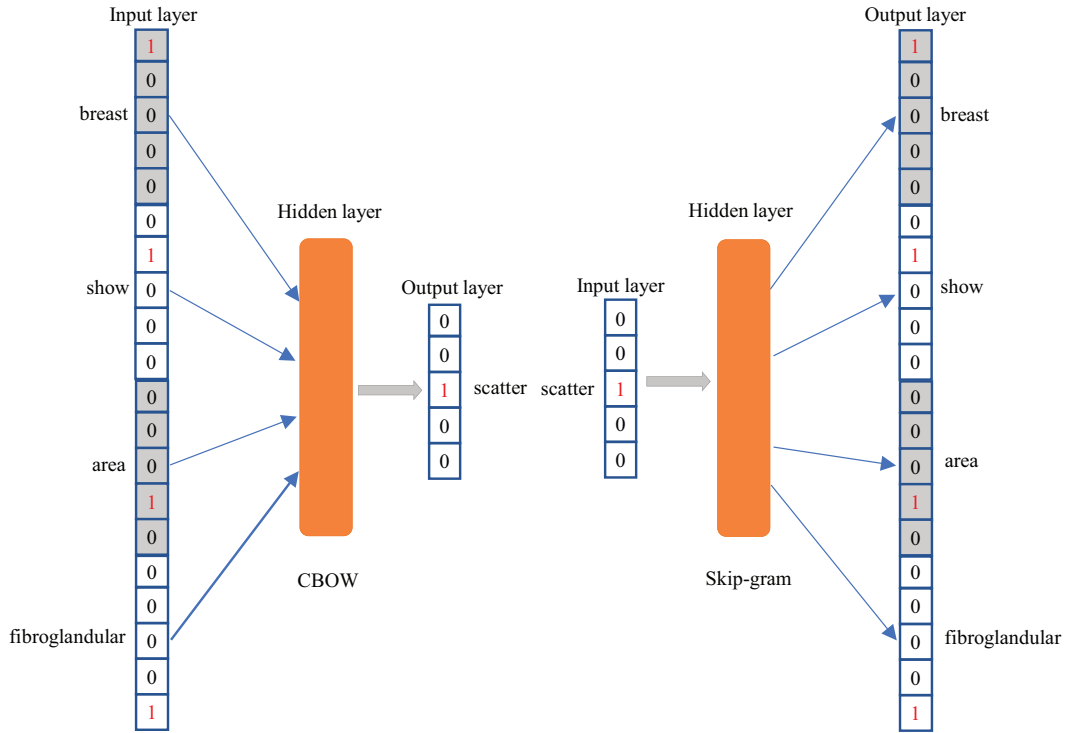 Input layer
Output layer
1
0
breast 0
0
0
0
1
show 0
0
0
0
0
area 0
1
0
0
0
fibroglandular 0
0
1
Hidden layer
CBOW
Output layer
0
0
1 scatter
0
0
Input layer
0
0
scatter 1
0
0
Hidden layer
Skip-gram
1
0
0 breast
0
0
0
1
0 show
0
0
0
0
0 area
1
0
0
0
0 fibroglandular
0
1